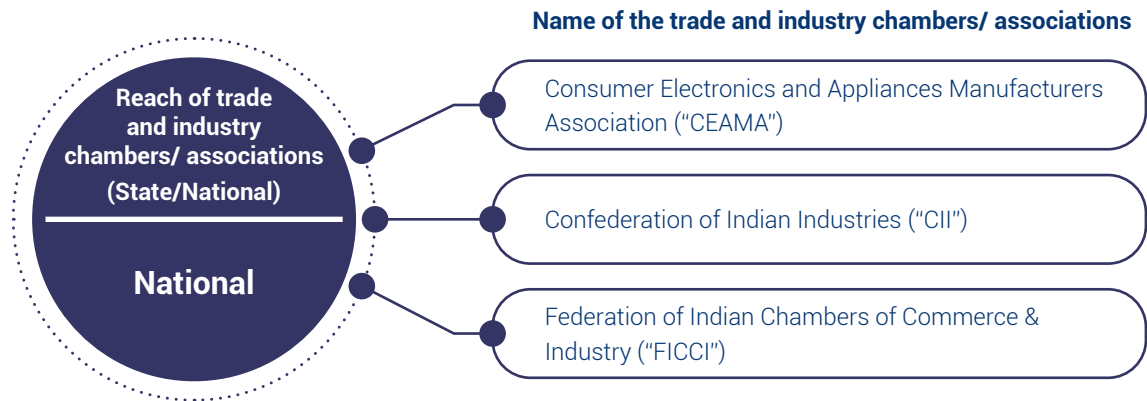 Name of the trade and industry chambers/ associations
Reach of trade
and industry
chambers/ associations
(State/National)
National
Consumer Electronics and Appliances Manufacturers
Association (“CEAMA”)
Confederation of Indian Industries (“CII”)
Federation of Indian Chambers of Commerce &
Industry (“FICCI”)